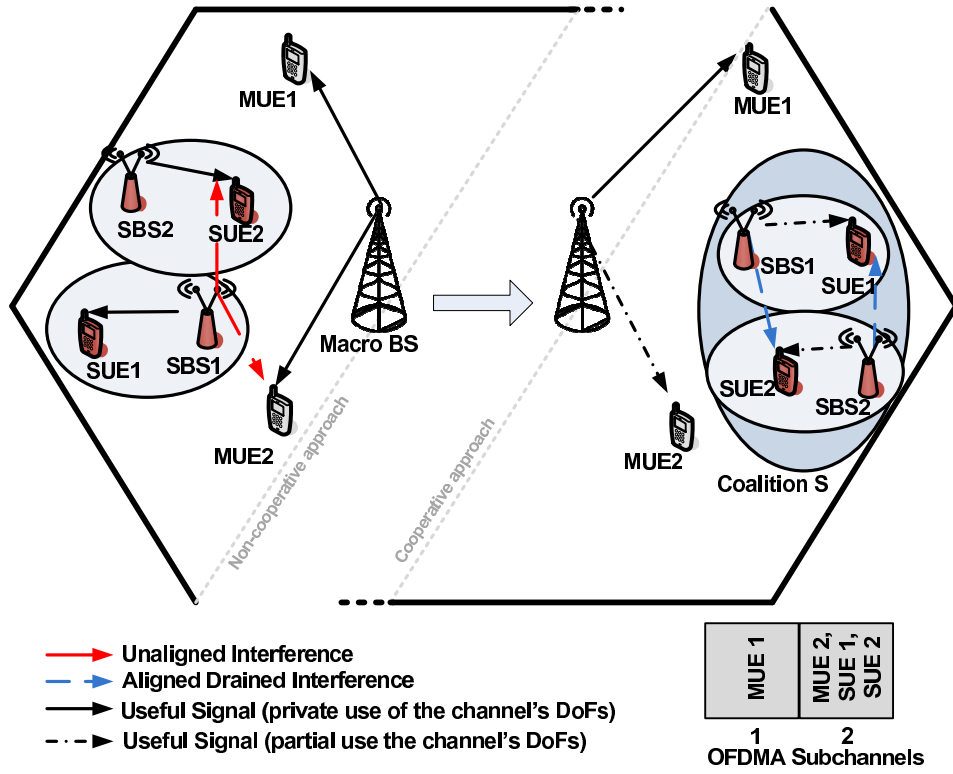 MUE1
SBS2
SUE2
SUE1
SBS1
Macro BS
MUE2
Non-cooperative approach
MUE1
SBS1
SUE1
SUE2
SBS2
MUE2
Coalition S
Cooperative approach
Unaligned Interference
Aligned Drained Interference
Useful Signal (private use of the channel's DoFs)
Useful Signal (partial use the channel's DoFs)
MUE 1
MUE 2,
SUE 1,
SUE 2
1 2
OFDMA Subchannels